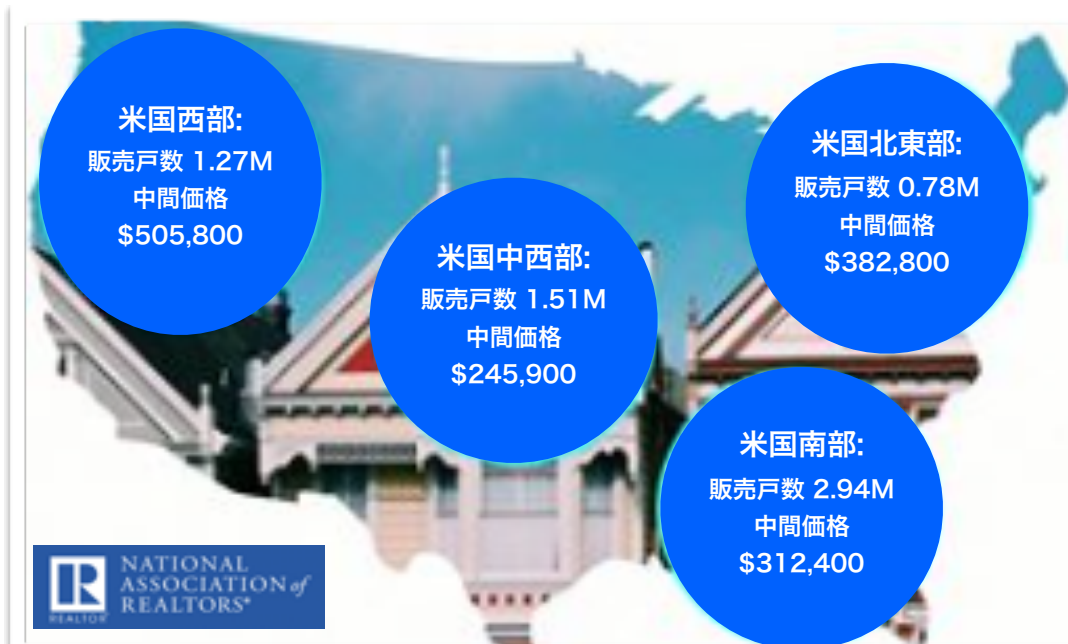 米国西部:
販売戸数 1.27M
中間価格
$505,800
米国中西部:
販売戸数 1.51M
中間価格
$245,900
米国北東部:
販売戸数 0.78M
中間価格
$382,800
米国南部:
販売戸数 2.94M
中間価格
$312,400
R
REALTOR
NATIONAL
ASSOCIATION of
REALTORS®